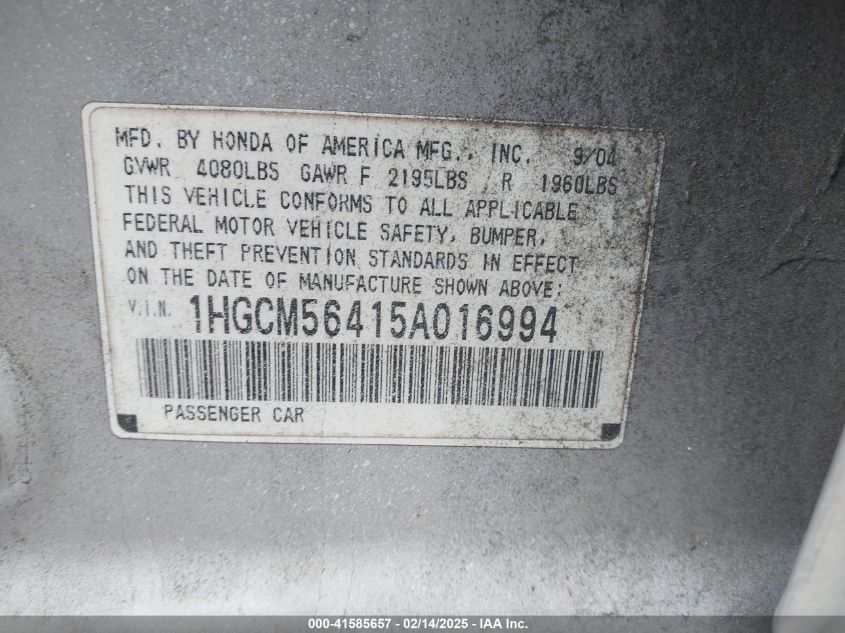 MFD. BY HONDA OF AMERICA MFG., INC. 9/04
GVWR 4080LBS GAWR F 2195LBS R 1960LBS
THIS VEHICLE CONFORMS TO ALL APPLICABLE
FEDERAL MOTOR VEHICLE SAFETY, BUMPER,
AND THEFT PREVENTION STANDARDS IN EFFECT
ON THE DATE OF MANUFACTURE SHOWN ABOVE:
V.I.N. 1HGCM56415A016994
PASSENGER CAR
000-41585657 - 02/14/2025 - IAA Inc.